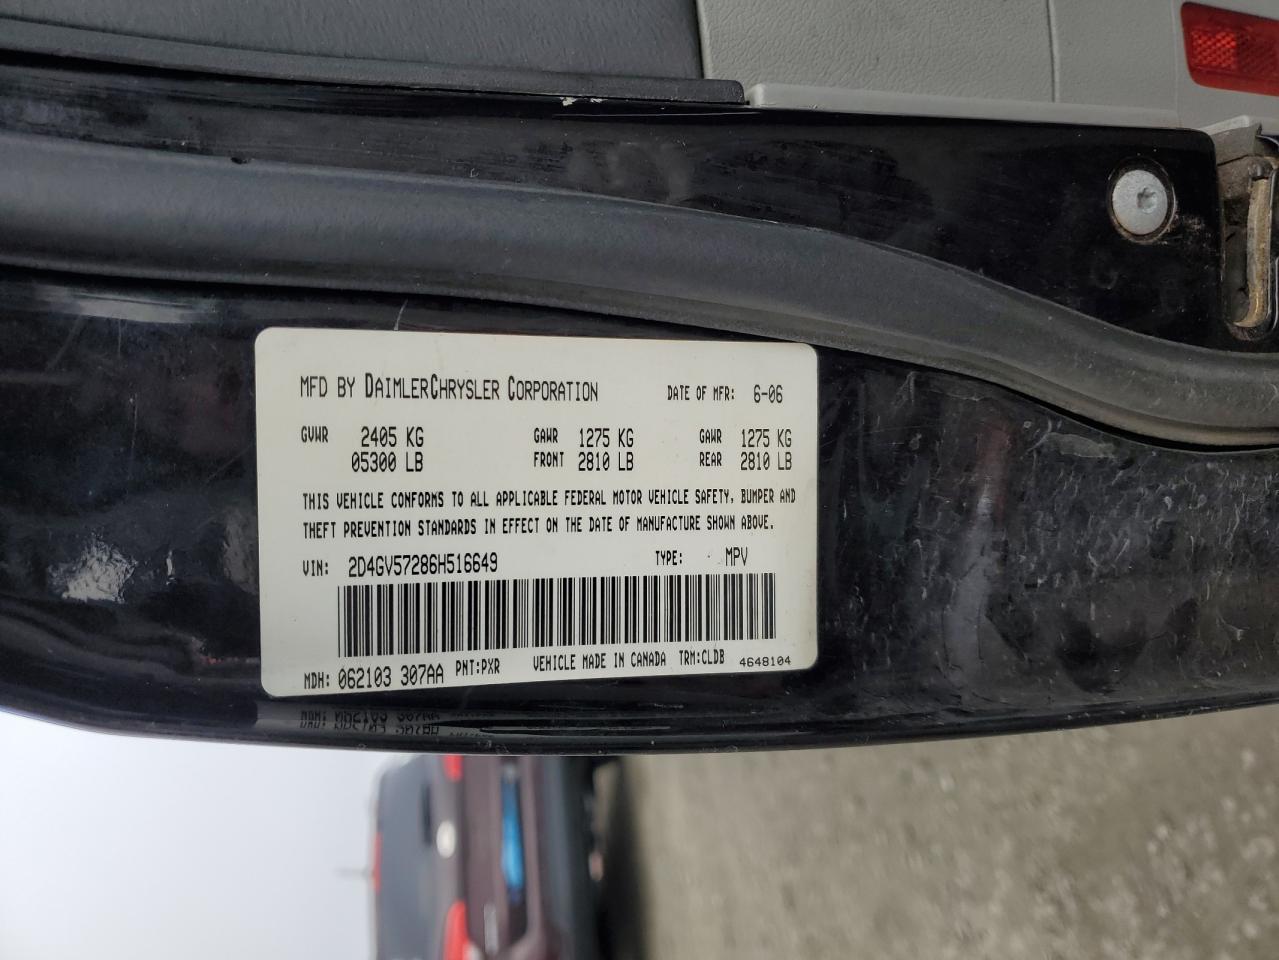 MFD BY DAIMLERCHRYSLER CORPORATION DATE OF MFR: 6-06
GVWR 2405 KG GAWR 1275 KG GAWR 1275 KG
05300 LB FRONT 2810 LB REAR 2810 LB
THIS VEHICLE CONFORMS TO ALL APPLICABLE FEDERAL MOTOR VEHICLE SAFETY, BUMPER AND
THEFT PREVENTION STANDARDS IN EFFECT ON THE DATE OF MANUFACTURE SHOWN ABOVE.
VIN: 2D4GV57286H516649 TYPE: MPV
MDH: 062103 307AA PNT:PXR VEHICLE MADE IN CANADA TRM:CLDB 4648104